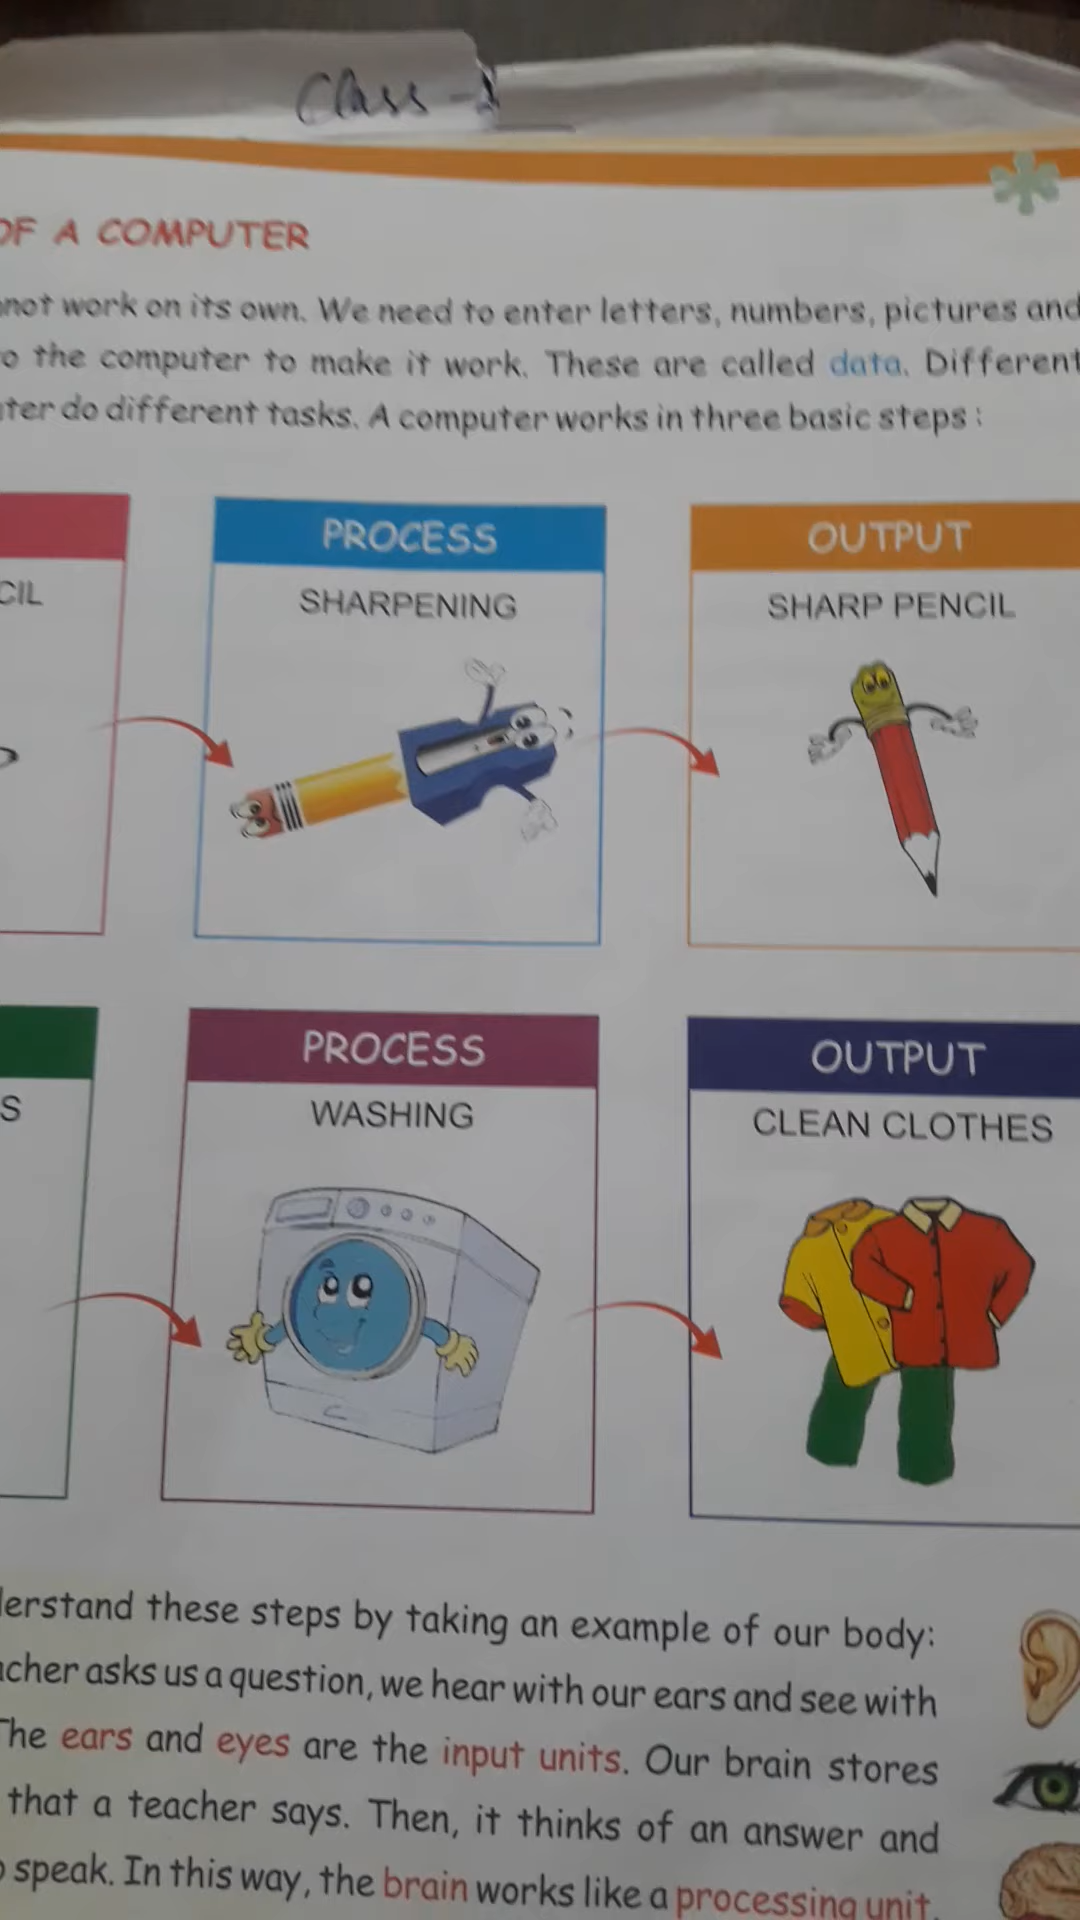 Class -
OF A COMPUTER
not work on its own. We need to enter letters, numbers, pictures and
o the computer to make it work. These are called data. Different
ter do different tasks. A computer works in three basic steps :
CIL
PROCESS
SHARPENING
OUTPUT
SHARP PENCIL
S
PROCESS
WASHING
OUTPUT
CLEAN CLOTHES
derstand these steps by taking an example of our body:
acher asks us a question, we hear with our ears and see with
The ears and eyes are the input units. Our brain stores
that a teacher says. Then, it thinks of an answer and
o speak. In this way, the brain works like a processing unit.